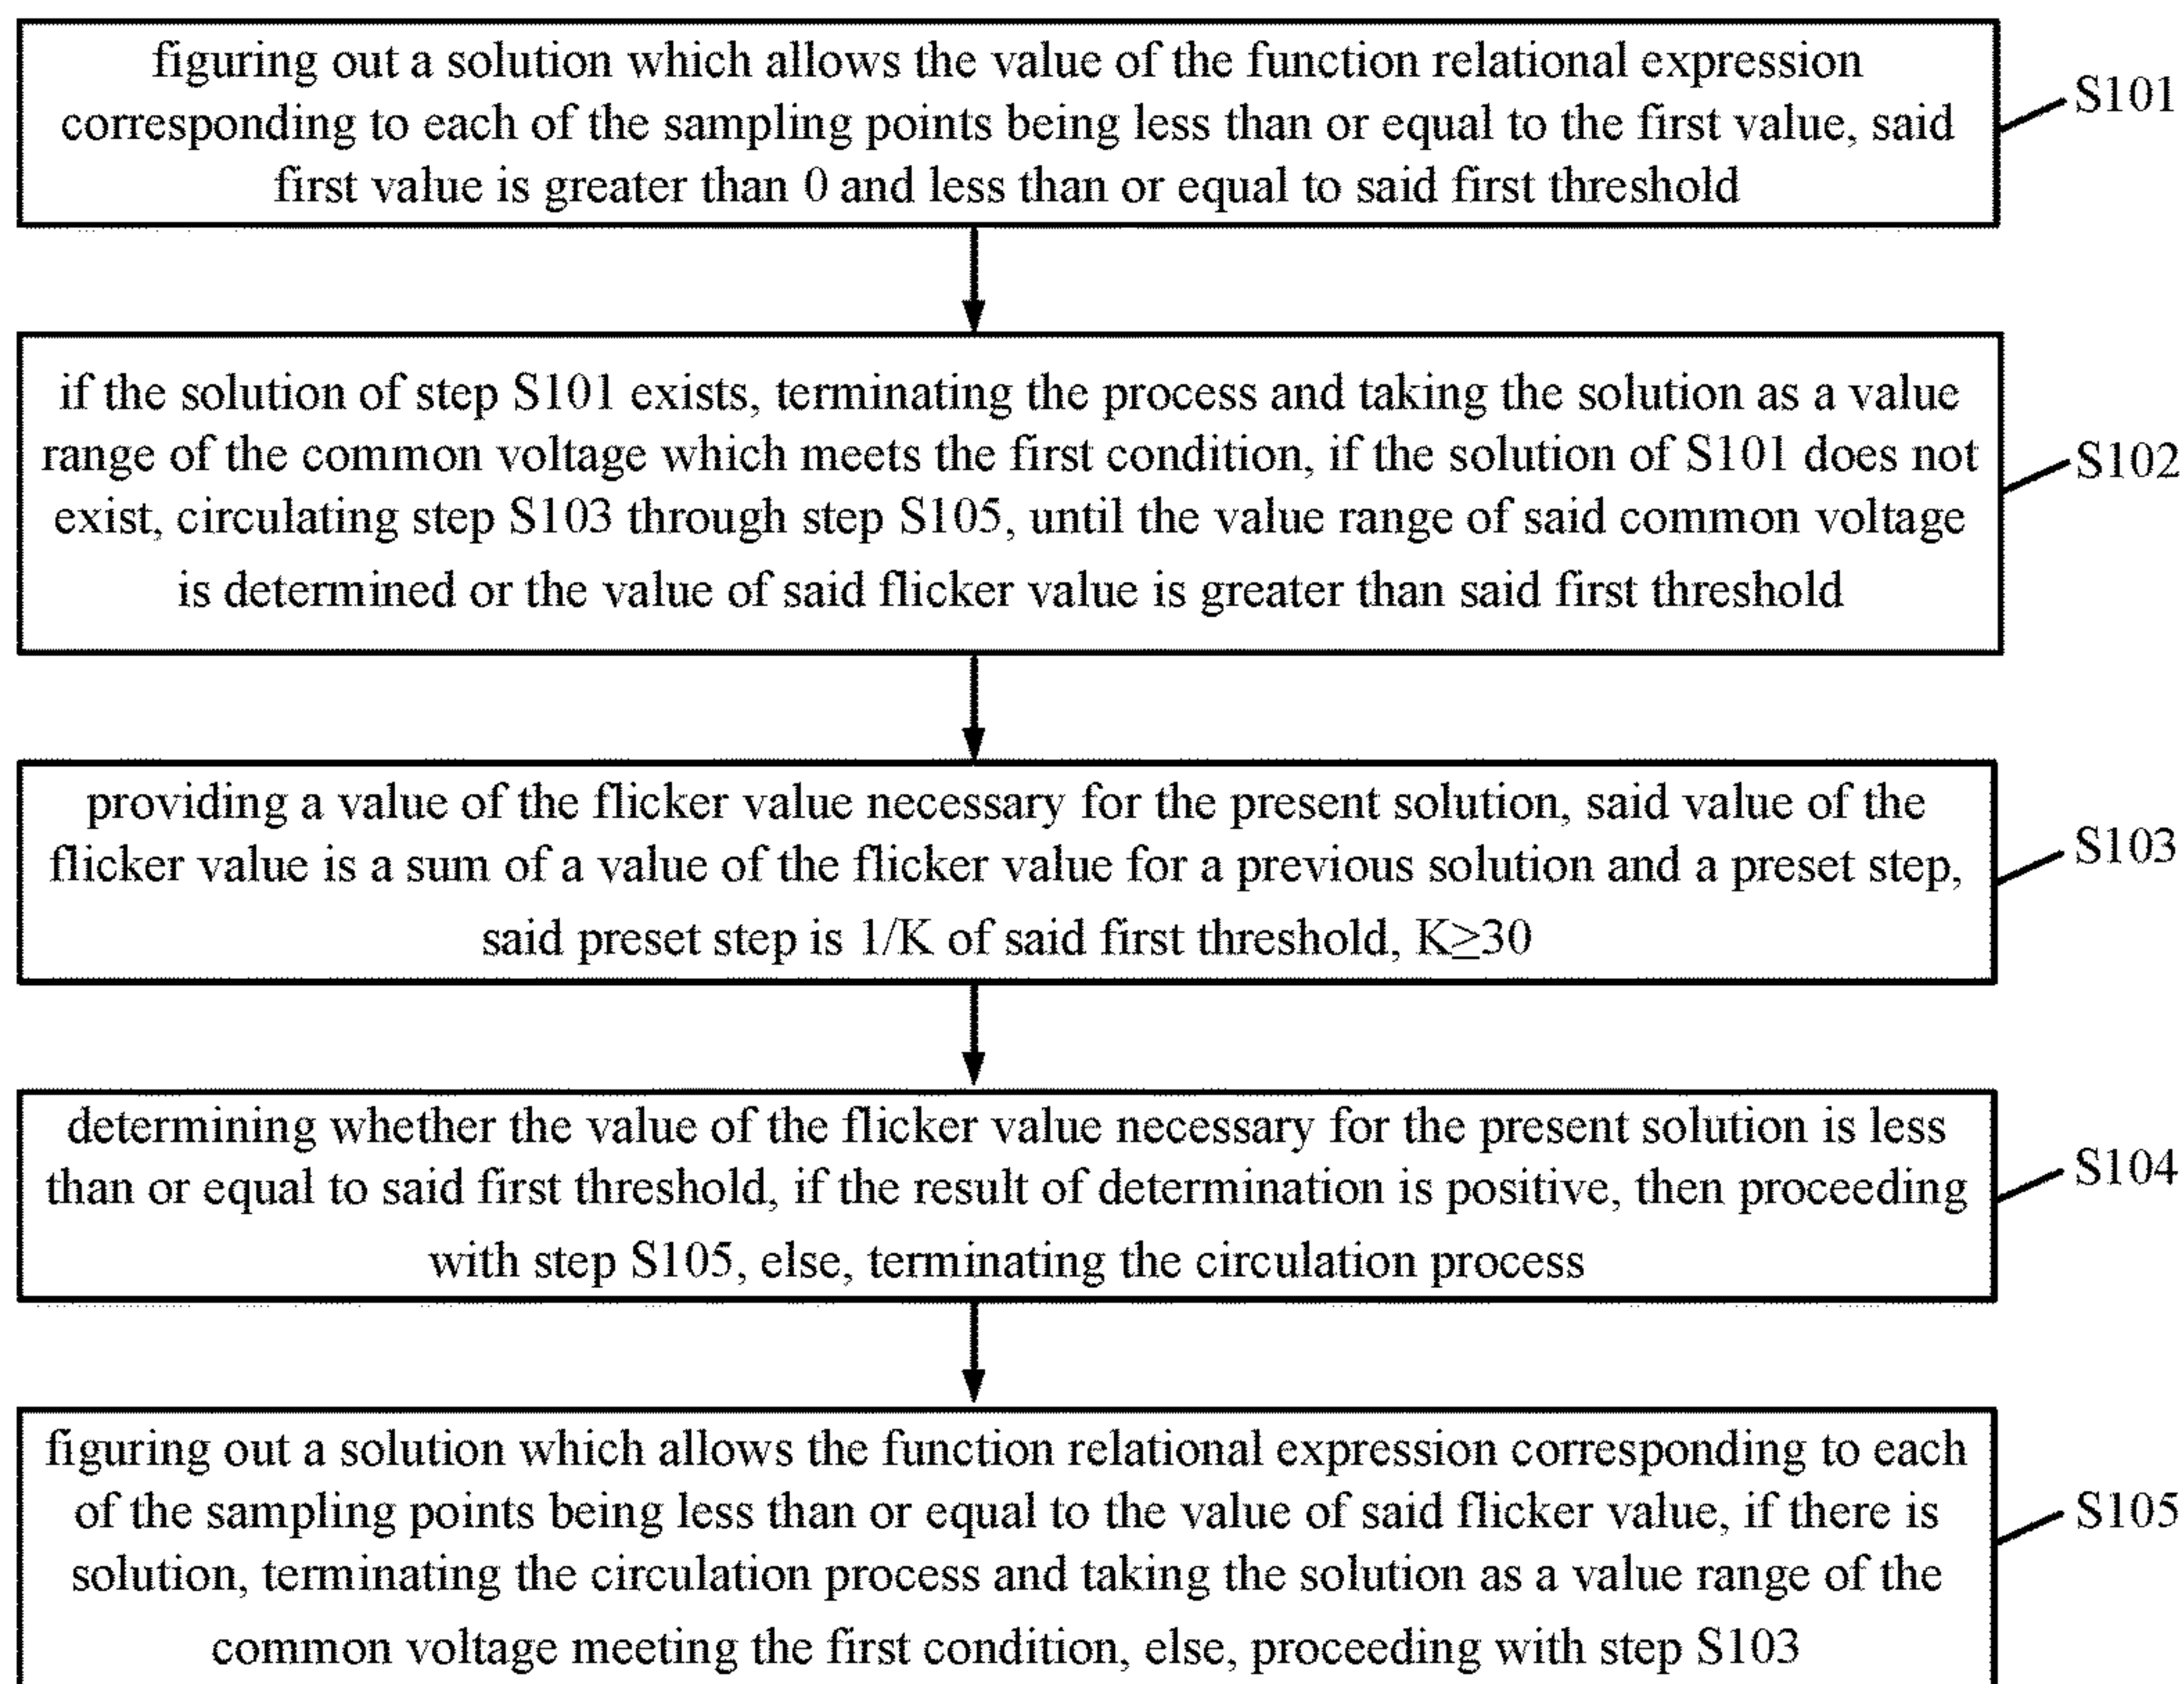 figuring out a solution which allows the value of the function relational expression
corresponding to each of the sampling points being less than or equal to the first value, said
first value is greater than 0 and less than or equal to said first threshold
S101
if the solution of step S101 exists, terminating the process and taking the solution as a value
range of the common voltage which meets the first condition, if the solution of S101 does not
exist, circulating step S103 through step S105, until the value range of said common voltage
is determined or the value of said flicker value is greater than said first threshold
S102
providing a value of the flicker value necessary for the present solution, said value of the
flicker value is a sum of a value of the flicker value for a previous solution and a preset step,
said preset step is 1/K of said first threshold, K≥30
S103
determining whether the value of the flicker value necessary for the present solution is less
than or equal to said first threshold, if the result of determination is positive, then proceeding
with step S105, else, terminating the circulation process
S104
figuring out a solution which allows the function relational expression corresponding to each
of the sampling points being less than or equal to the value of said flicker value, if there is
solution, terminating the circulation process and taking the solution as a value range of the
common voltage meeting the first condition, else, proceeding with step S103
S105